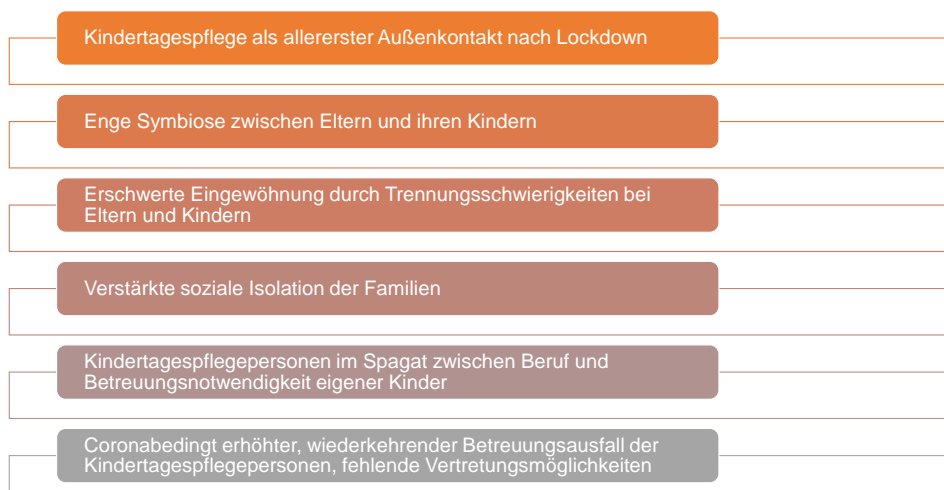 Kindertagespflege als allererster Außenkontakt nach Lockdown
Enge Symbiose zwischen Eltern und ihren Kindern
Erschwerte Eingewöhnung durch Trennungsschwierigkeiten bei
Eltern und Kindern
Verstärkte soziale Isolation der Familien
Kindertagespflegepersonen im Spagat zwischen Beruf und
Betreuungsnotwendigkeit eigener Kinder
Coronabedingt erhöhter, wiederkehrender Betreuungsausfall der
Kindertagespflegepersonen, fehlende Vertretungsmöglichkeiten